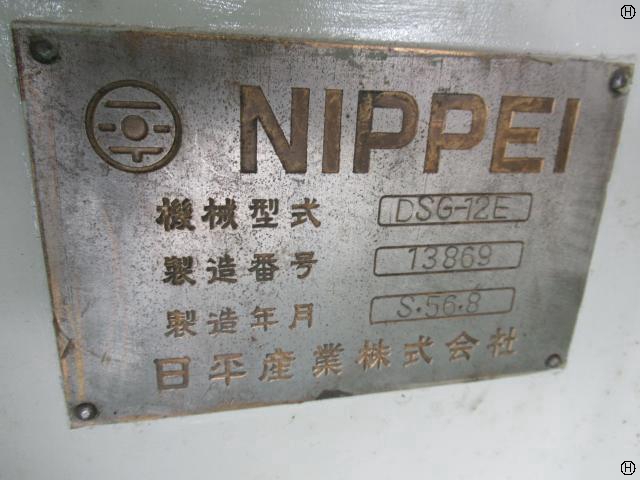 NIPPEI
機械型式 DSG-12E
製造番号 13869
製造年月 S.56.8
日平産業株式会社